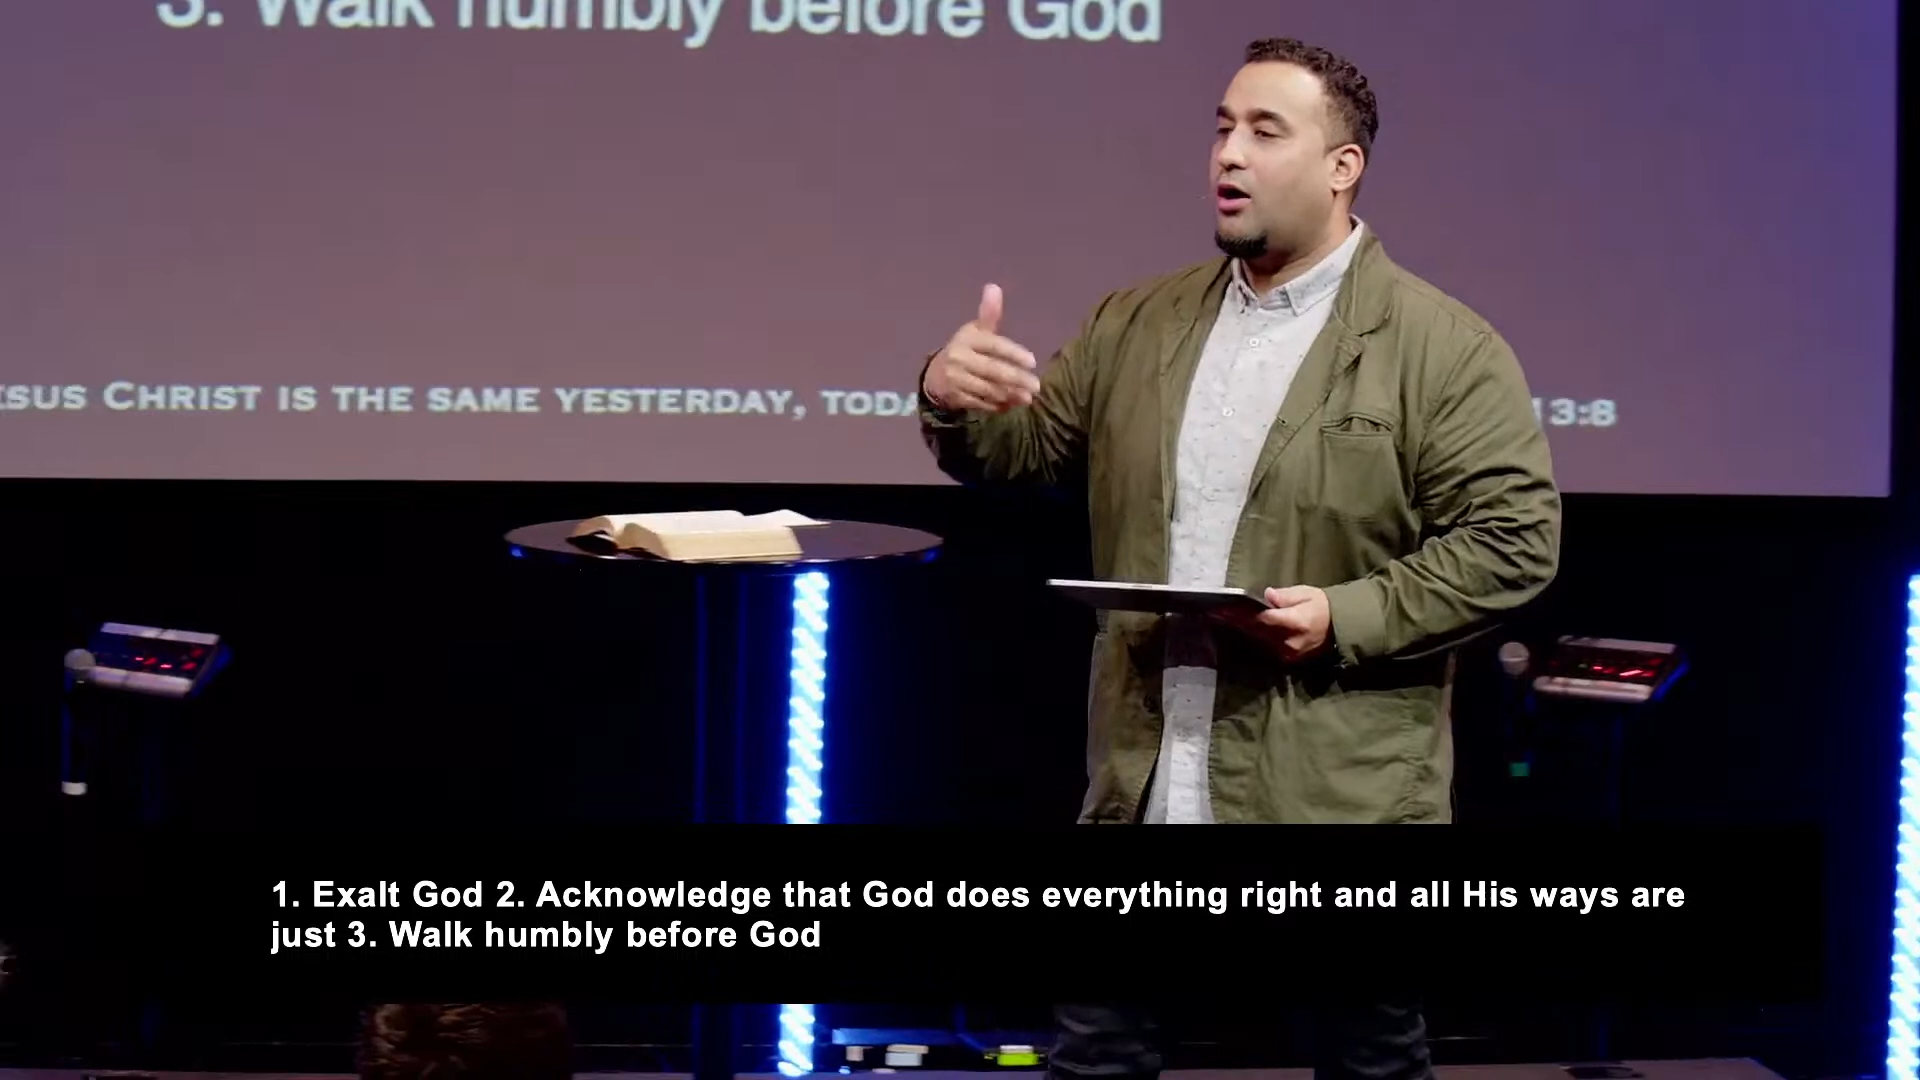 3. Walk humbly before God
ESUS CHRIST IS THE SAME YESTERDAY, TODA 13:8
1. Exalt God 2. Acknowledge that God does everything right and all His ways are
just 3. Walk humbly before God